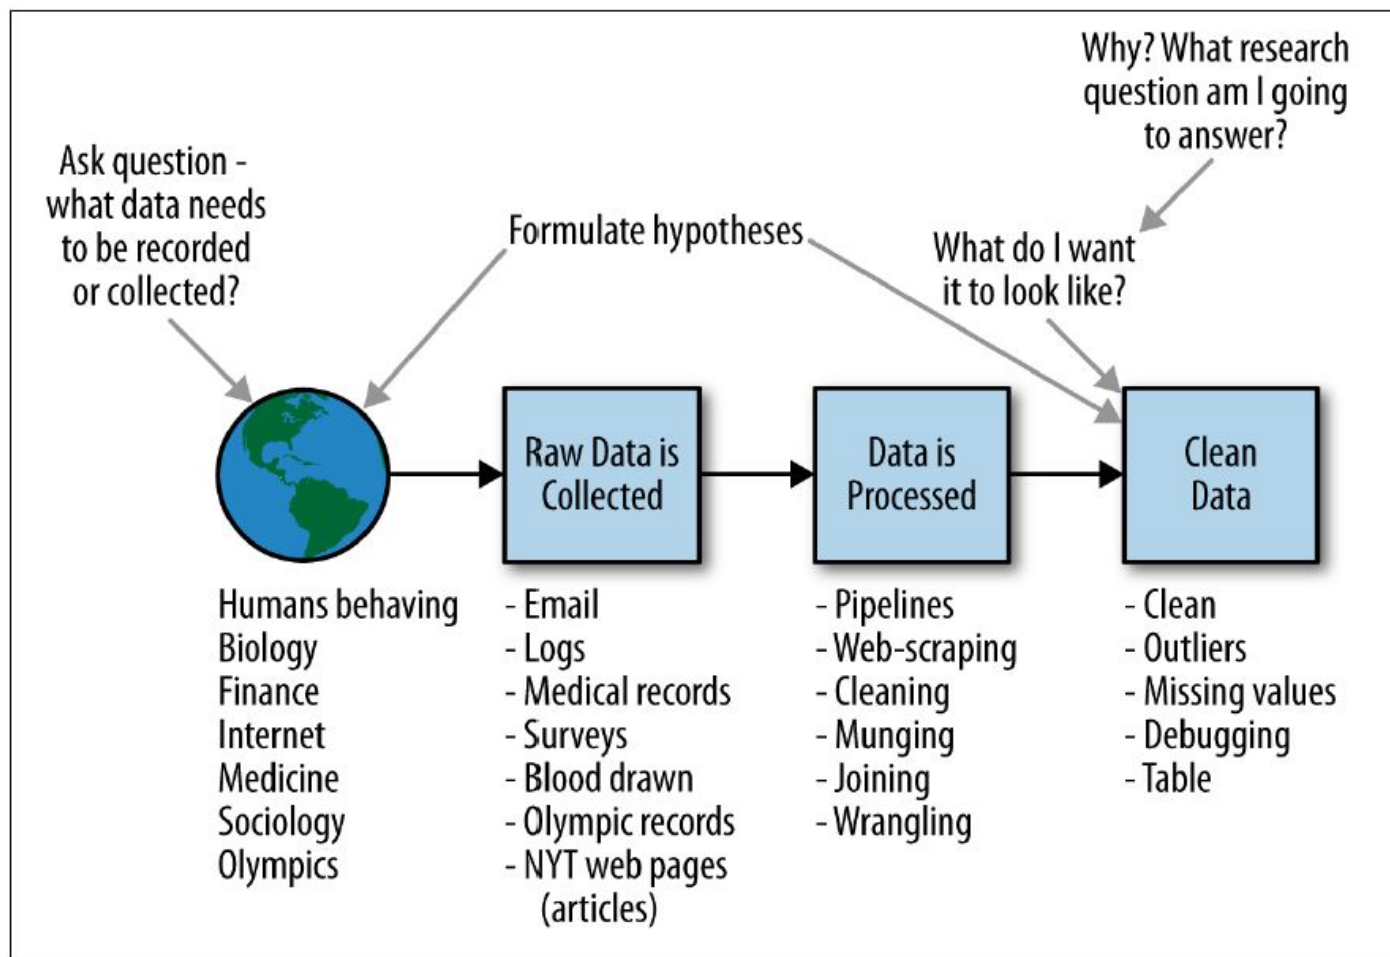 Why? What research
question am I going
to answer?
Ask question -
what data needs
to be recorded
or collected?
Formulate hypotheses
What do I want
it to look like?
Raw Data is
Collected
Data is
Processed
Clean
Data
Humans behaving
Biology
Finance
Internet
Medicine
Sociology
Olympics
- Email
- Logs
- Medical records
- Surveys
- Blood drawn
- Olympic records
- NYT web pages
(articles)
- Pipelines
- Web-scraping
- Cleaning
- Munging
- Joining
- Wrangling
- Clean
- Outliers
- Missing values
- Debugging
- Table